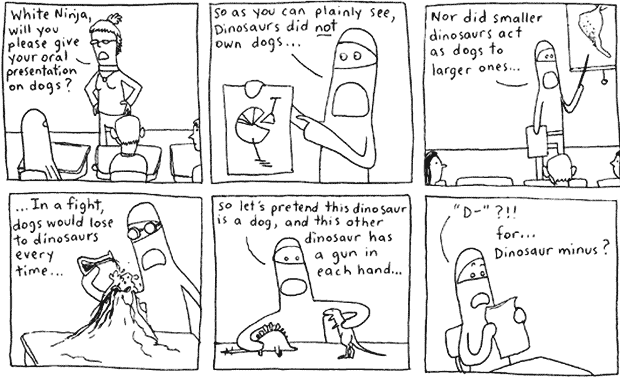 White Ninja,
will you
please give
your oral
presentation
on dogs?
So as you can plainly see,
Dinosaurs did not
own dogs...
Nor did smaller
dinosaurs act
as dogs to
larger ones...
...In a fight,
dogs would lose
to dinosaurs
every
time...
So let's pretend this dinosaur
is a dog, and this other
dinosaur has
a gun in
each hand...
"D-"?!!
for...
Dinosaur minus?